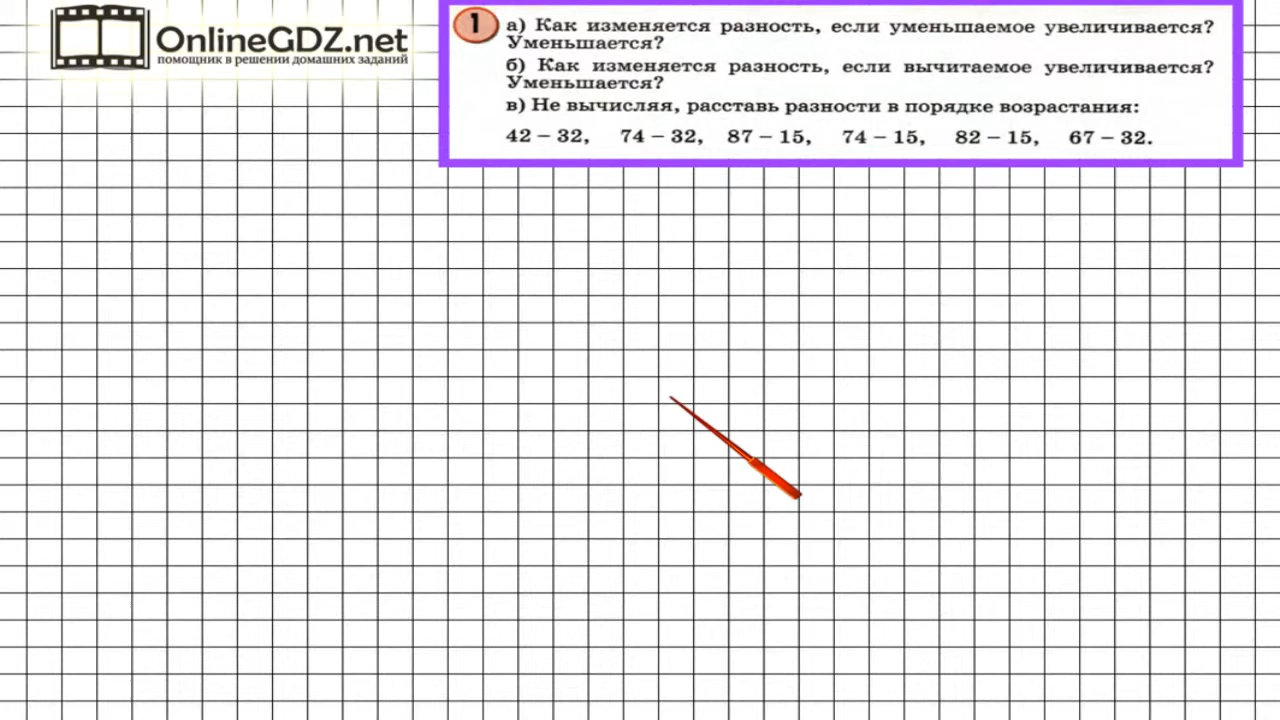 OnlineGDZ.net
помощник в решении домашних заданий
1 а) Как изменяется разность, если уменьшаемое увеличивается?
Уменьшается?
б) Как изменяется разность, если вычитаемое увеличивается?
Уменьшается?
в) Не вычисляя, расставь разности в порядке возрастания:
42 – 32, 74 – 32, 87 – 15, 74 – 15, 82 – 15, 67 – 32.